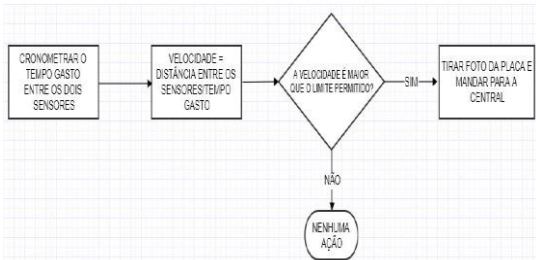 CRONOMETRAR O
TEMPO GASTO
ENTRE OS DOIS
SENSORES
VELOCIDADE =
DISTÂNCIA ENTRE OS
SENSORES/TEMPO
GASTO
A VELOCIDADE É MAIOR
QUE O LIMITE PERMITIDO?
SIM
TIRAR FOTO DA PLACA E
MANDAR PARA A
CENTRAL
NÃO
NENHUMA
AÇÃO